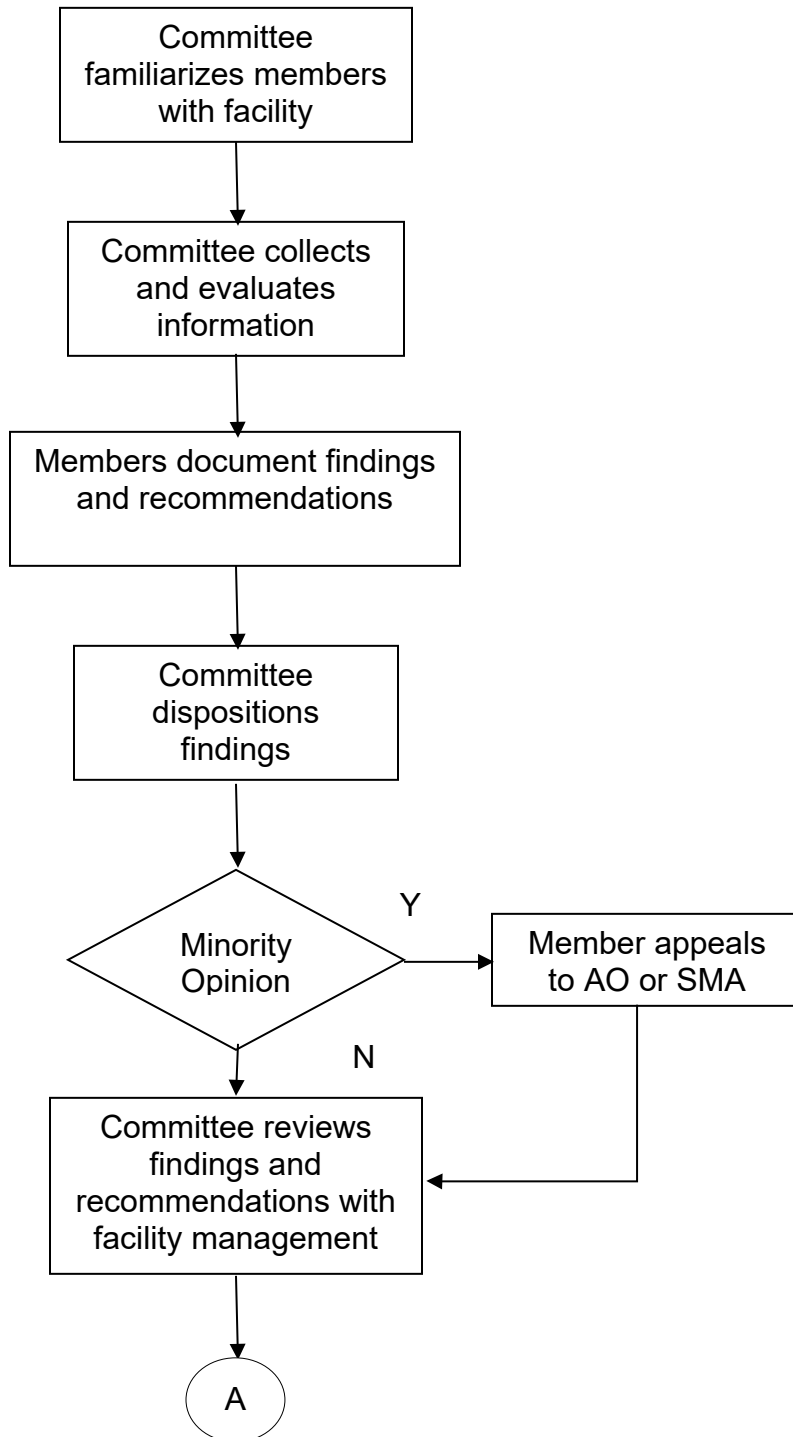 Committee
familiarizes members
with facility
Committee collects
and evaluates
information
Members document findings
and recommendations
Committee
dispositions
findings
Minority
Opinion
Y
Member appeals
to AO or SMA
N
Committee reviews
findings and
recommendations with
facility management
A